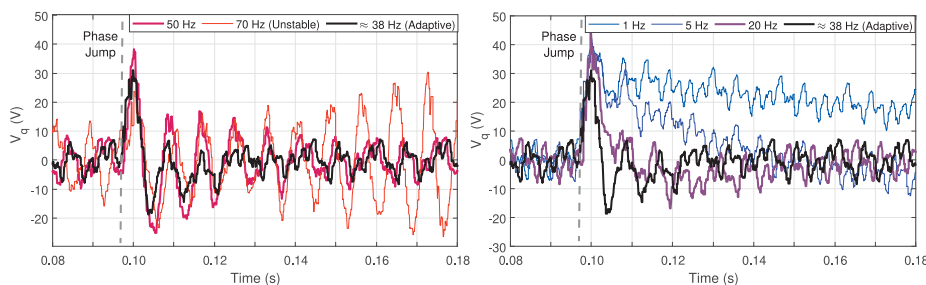 50 Hz 70 Hz (Unstable) ≈ 38 Hz (Adaptive)
Phase
Jump
V_q (V)
50
40
30
20
10
0
-10
-20
0.08 0.10 0.12 0.14 0.16 0.18
Time (s)
1 Hz 5 Hz 20 Hz ≈ 38 Hz (Adaptive)
Phase
Jump
V_q (V)
50
40
30
20
10
0
-10
-20
-30
0.08 0.10 0.12 0.14 0.16 0.18
Time (s)